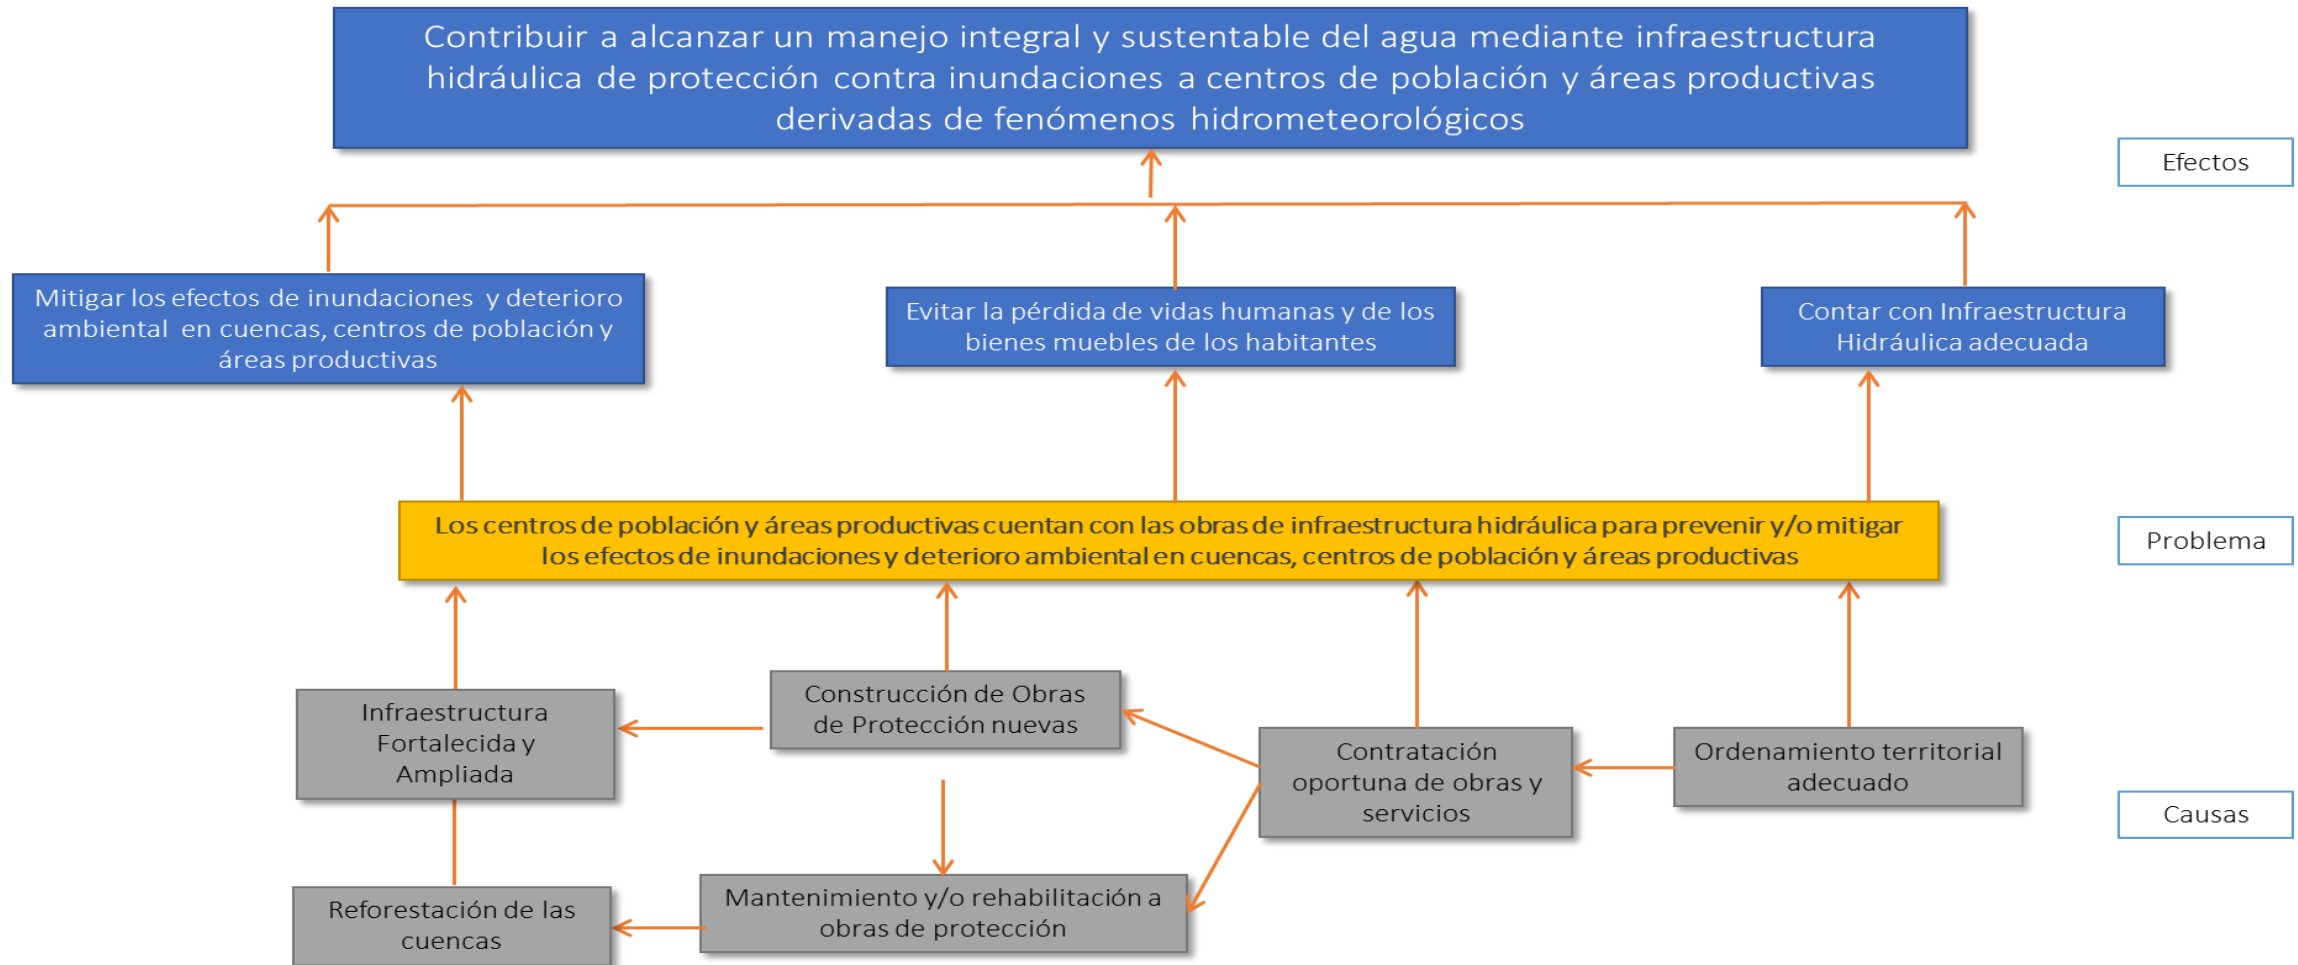 Contribuir a alcanzar un manejo integral y sustentable del agua mediante infraestructura
hidráulica de protección contra inundaciones a centros de población y áreas productivas
derivadas de fenómenos hidrometeorológicos
Efectos
Mitigar los efectos de inundaciones y deterioro
ambiental en cuencas, centros de población y
áreas productivas
Evitar la pérdida de vidas humanas y de los
bienes muebles de los habitantes
Contar con Infraestructura
Hidráulica adecuada
Los centros de población y áreas productivas cuentan con las obras de infraestructura hidráulica para prevenir y/o mitigar
los efectos de inundaciones y deterioro ambiental en cuencas, centros de población y áreas productivas
Problema
Infraestructura
Fortalecida y
Ampliada
Construcción de Obras
de Protección nuevas
Contratación
oportuna de obras y
servicios
Ordenamiento territorial
adecuado
Causas
Reforestación de las
cuencas
Mantenimiento y/o rehabilitación a
obras de protección